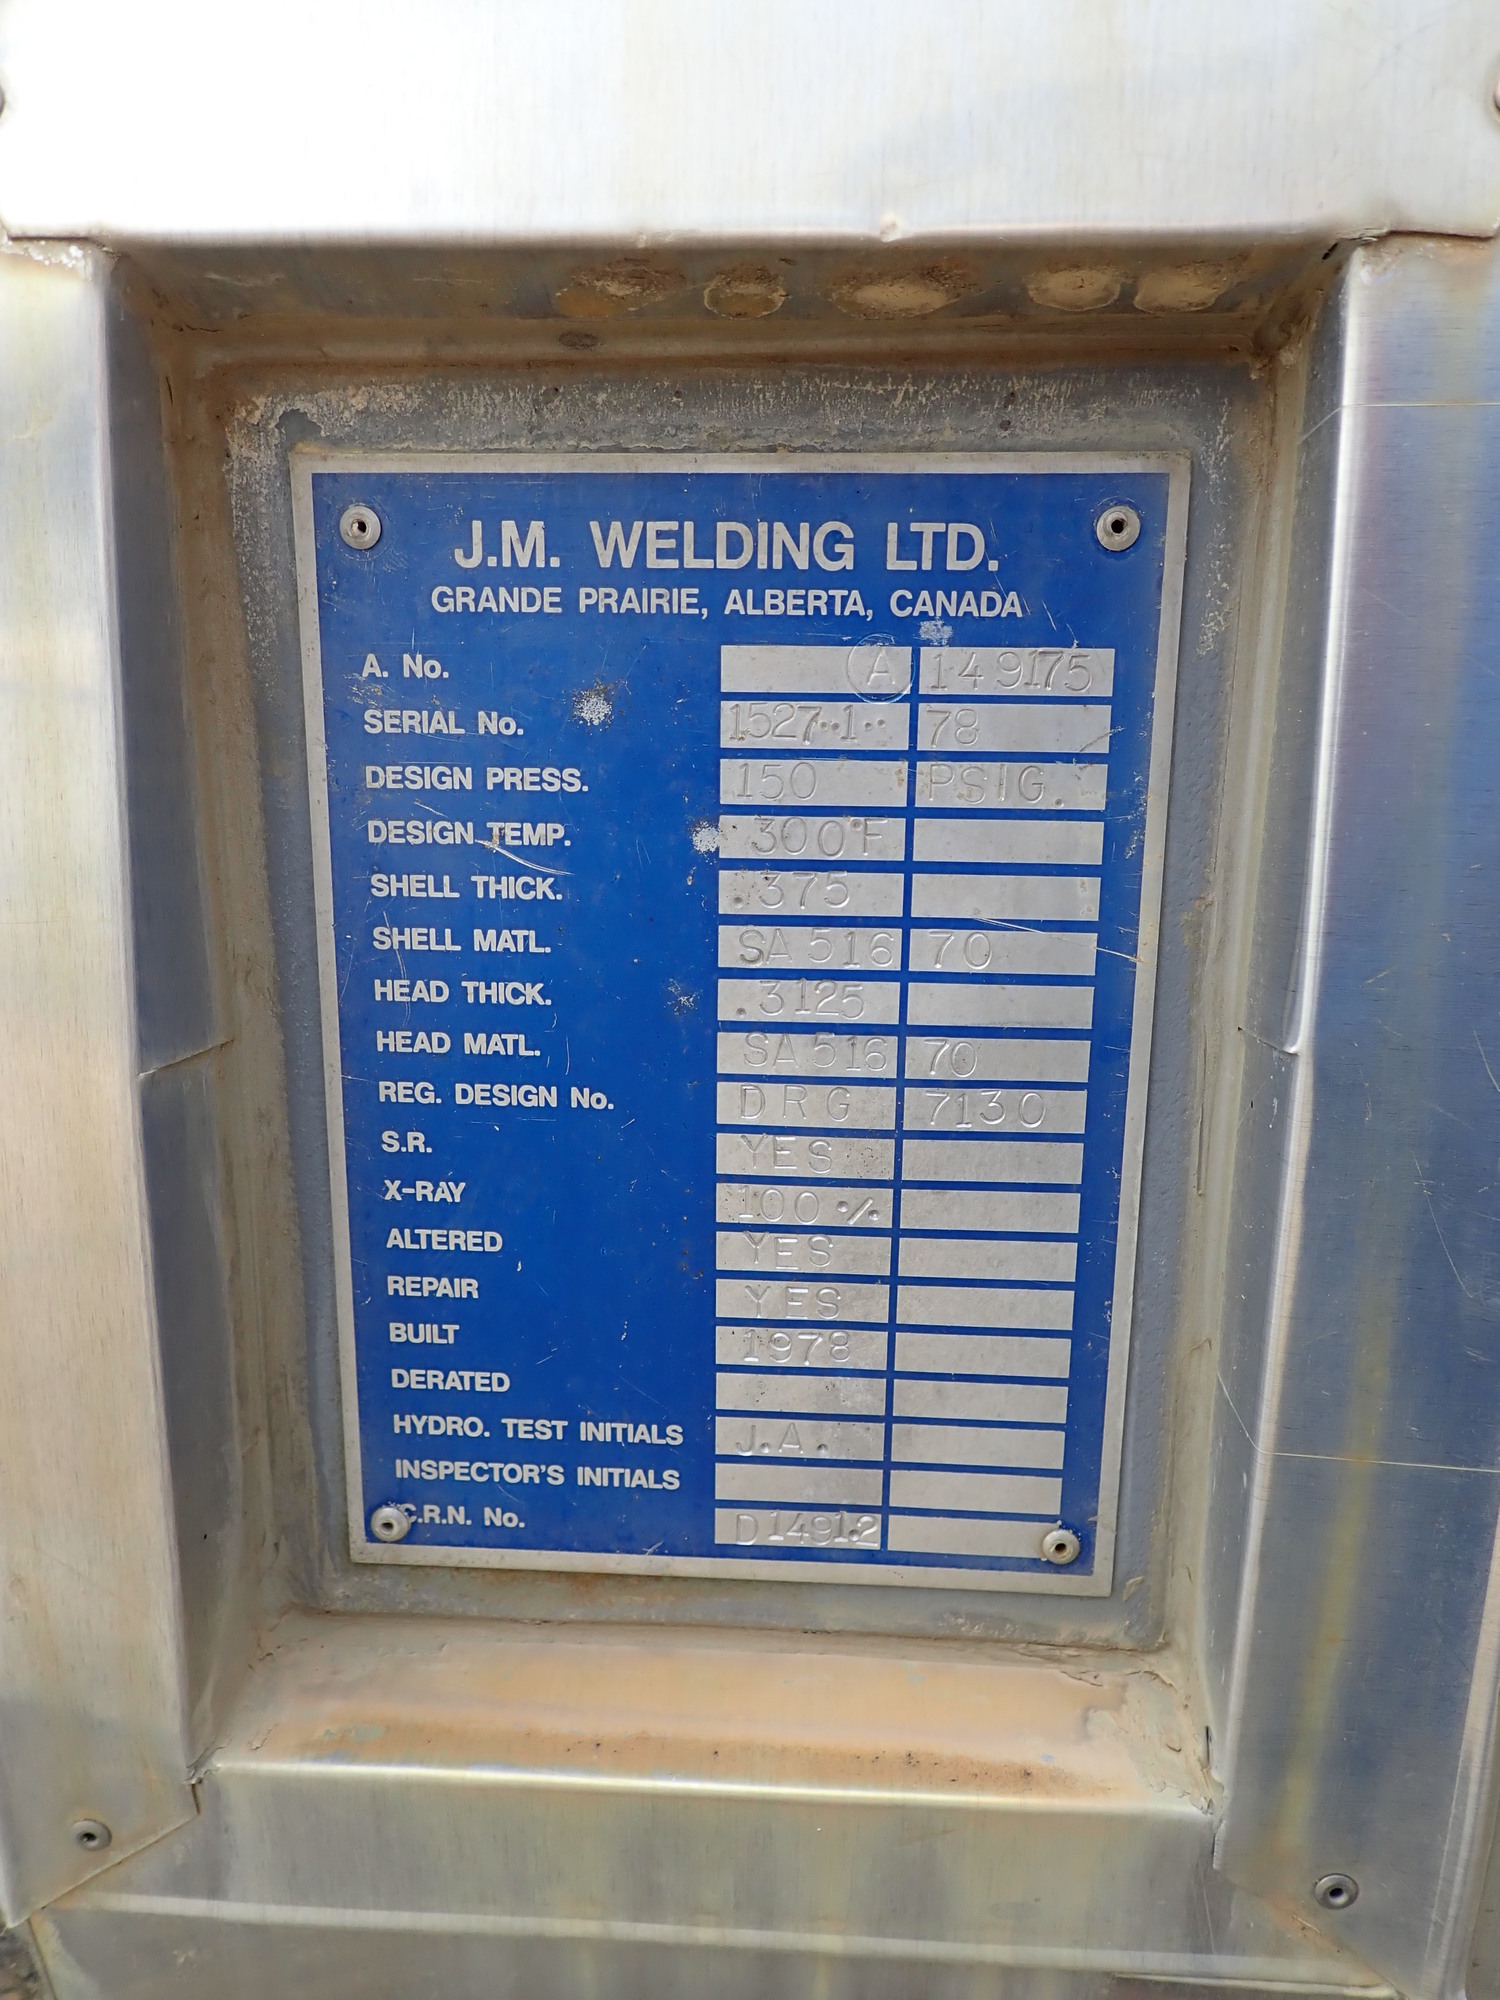 J.M. WELDING LTD.
GRANDE PRAIRIE, ALBERTA, CANADA
A. No. A 149175
SERIAL No. 1527··1·· 78
DESIGN PRESS. 150 PSIG.
DESIGN TEMP. 300°F
SHELL THICK. .375
SHELL MATL. SA 516 70
HEAD THICK. .3125
HEAD MATL. SA 516 70
REG. DESIGN No. DRG 7130
S.R. YES
X-RAY 100 %
ALTERED YES
REPAIR YES
BUILT 1978
DERATED
HYDRO. TEST INITIALS J.A.
INSPECTOR'S INITIALS
C.R.N. No. D1491.2